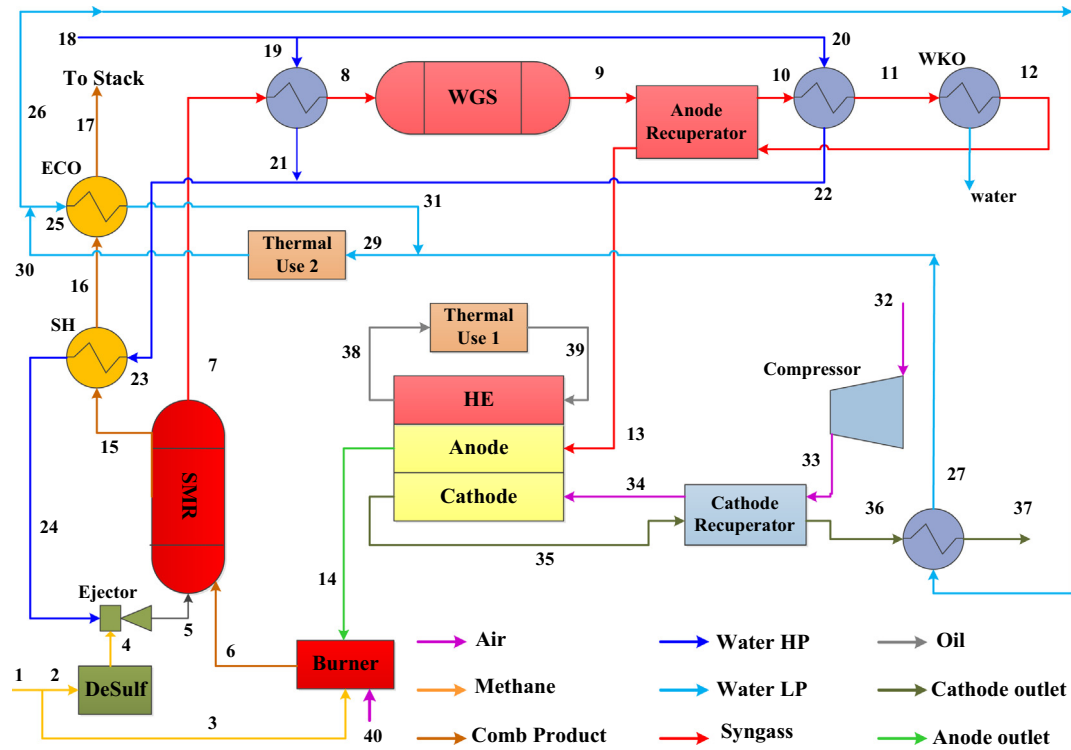 18
19
20
WKO
To Stack
8
9
10
11
12
WGS
Anode
Recuperator
26
17
ECO
21
22
water
25
31
30
Thermal
Use 2
29
16
32
SH
Thermal
Use 1
38
39
Compressor
23
7
HE
15
13
Anode
33
27
SMR
Cathode
34
Cathode
Recuperator
36
37
24
35
14
Ejector
5
4
6
Burner
Air
Water HP
Oil
1
2
DeSulf
Methane
Water LP
Cathode outlet
3
40
Comb Product
Syngass
Anode outlet